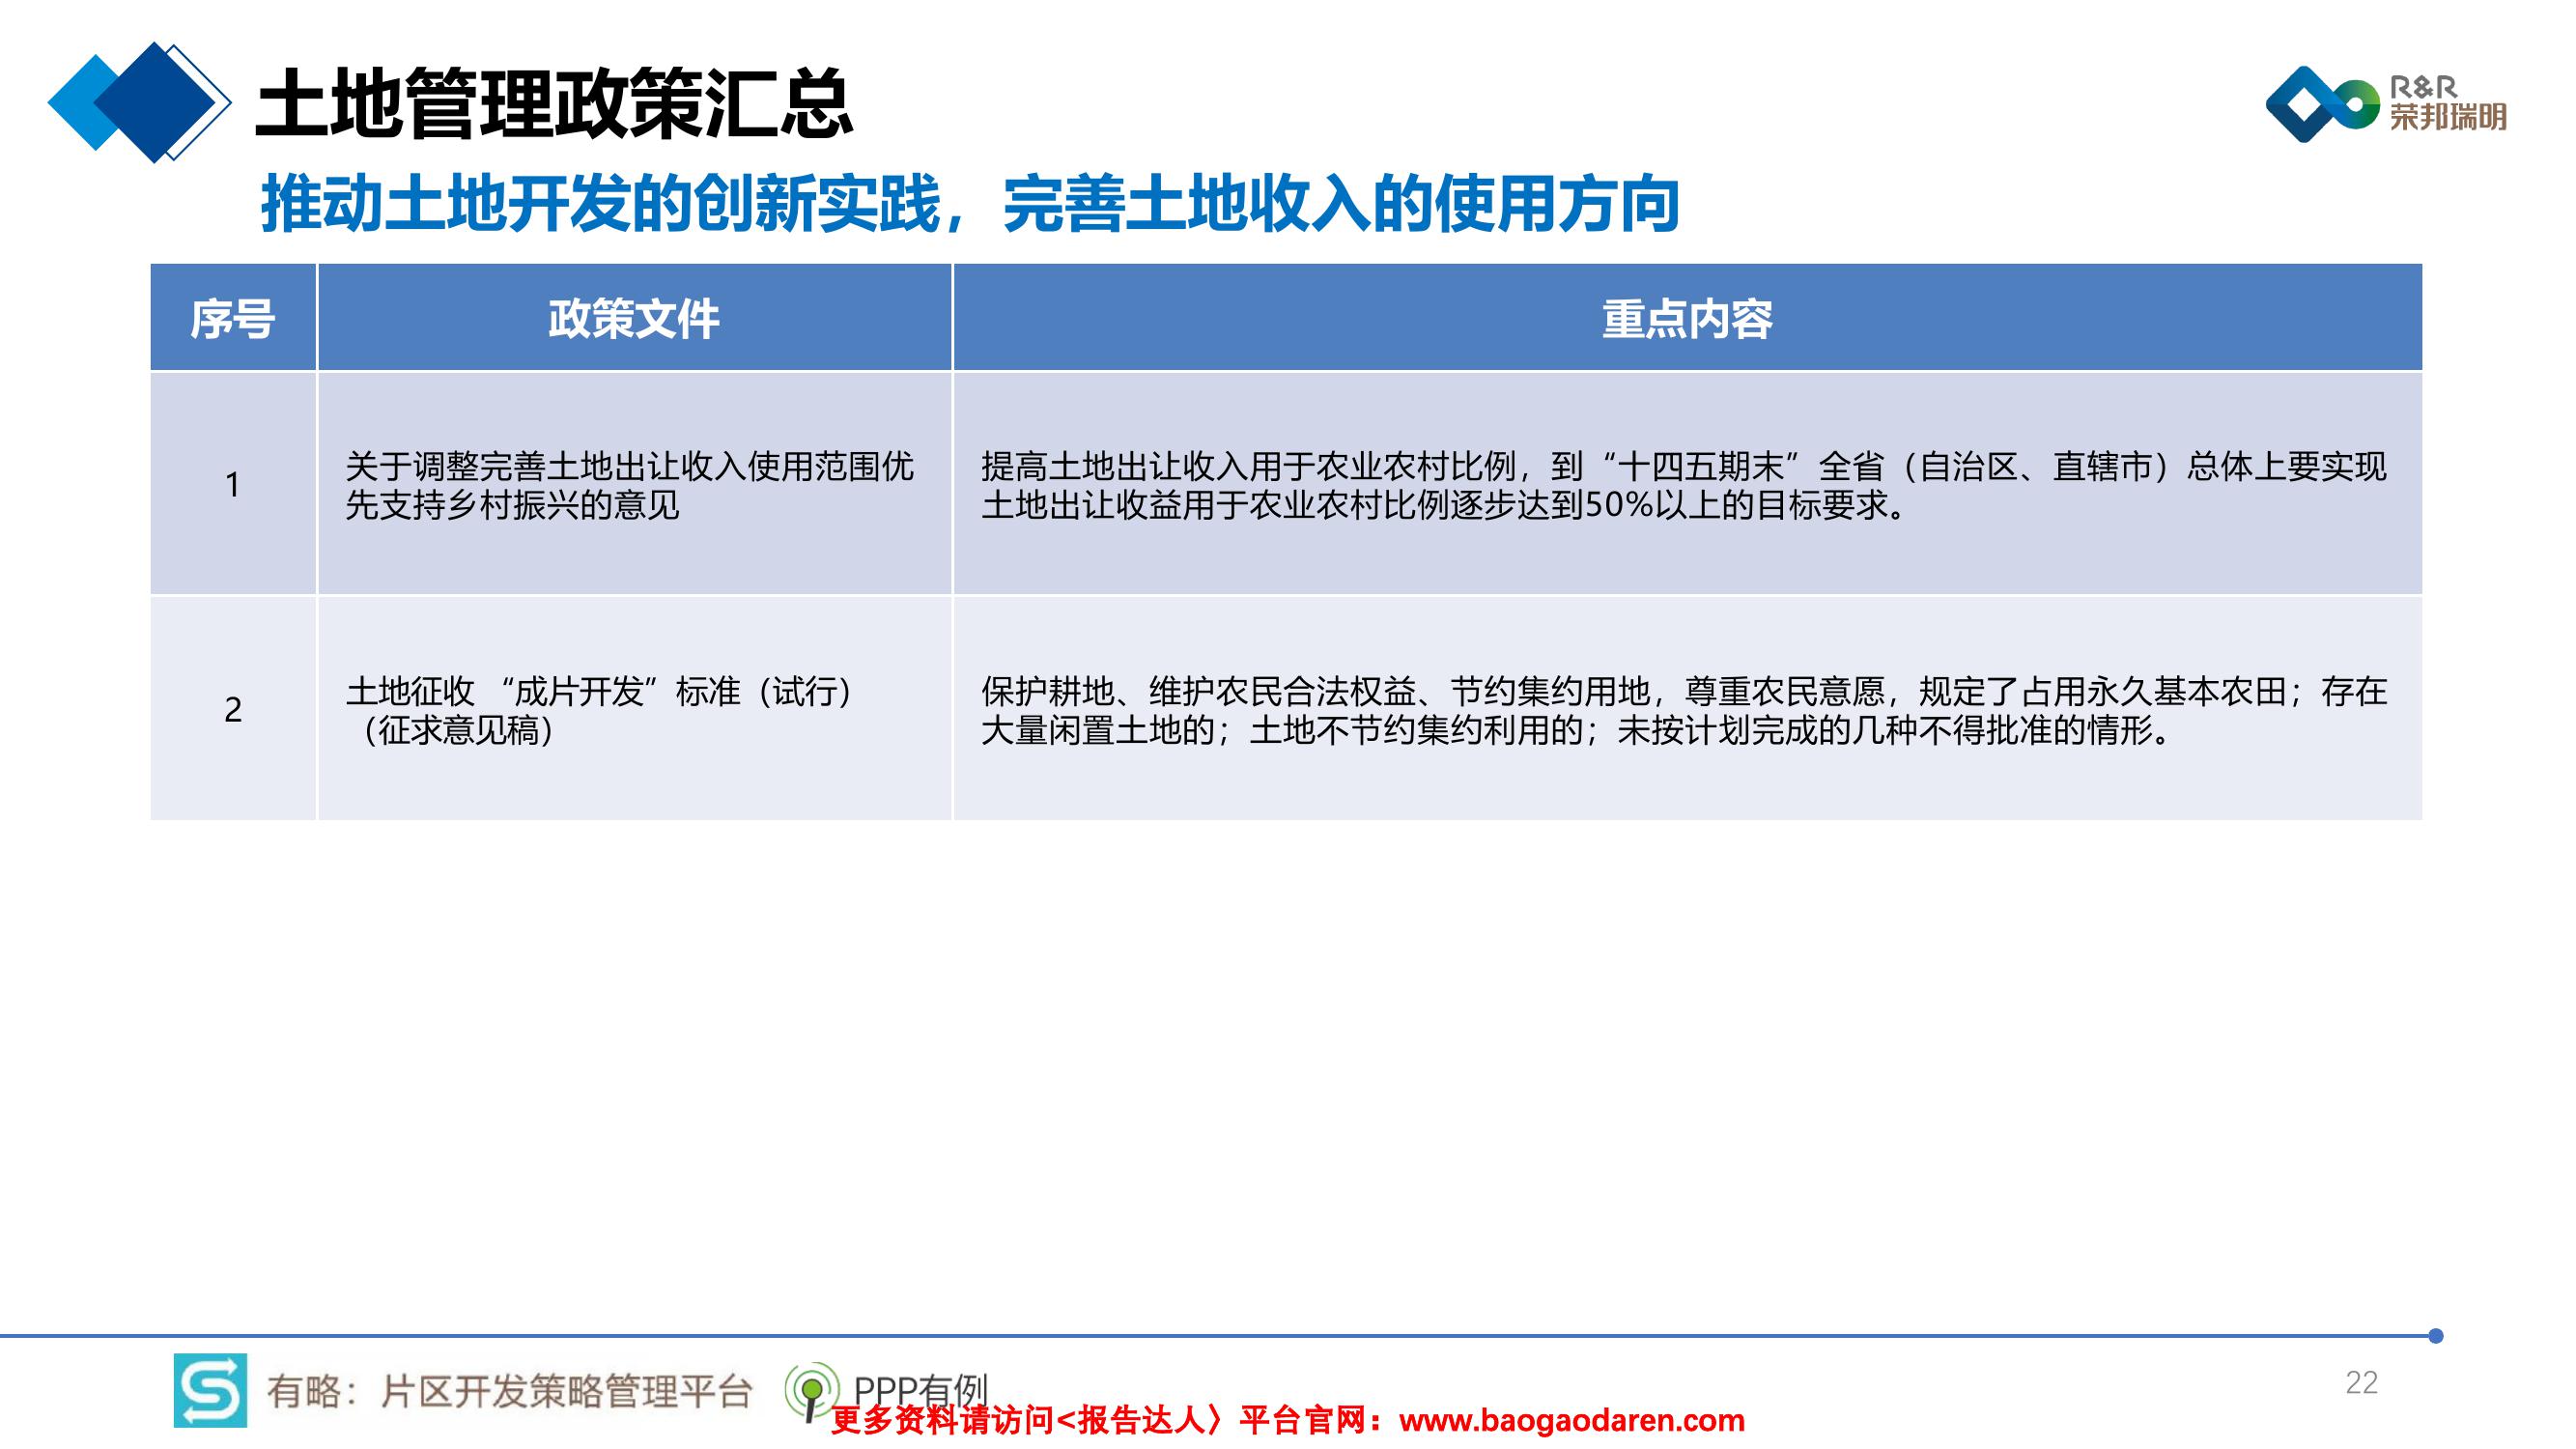 土地管理政策汇总
R&R
荣邦瑞明
推动土地开发的创新实践，完善土地收入的使用方向
序号 政策文件 重点内容
1
关于调整完善土地出让收入使用范围优
先支持乡村振兴的意见
提高土地出让收入用于农业农村比例，到“十四五期末”全省（自治区、直辖市）总体上要实现
土地出让收益用于农业农村比例逐步达到50%以上的目标要求。
2
土地征收 “成片开发”标准（试行）
（征求意见稿）
保护耕地、维护农民合法权益、节约集约用地，尊重农民意愿，规定了占用永久基本农田；存在
大量闲置土地的；土地不节约集约利用的；未按计划完成的几种不得批准的情形。
有略：片区开发策略管理平台
PPP有例
22
更多资料请访问<报告达人〉平台官网：www.baogaodaren.com